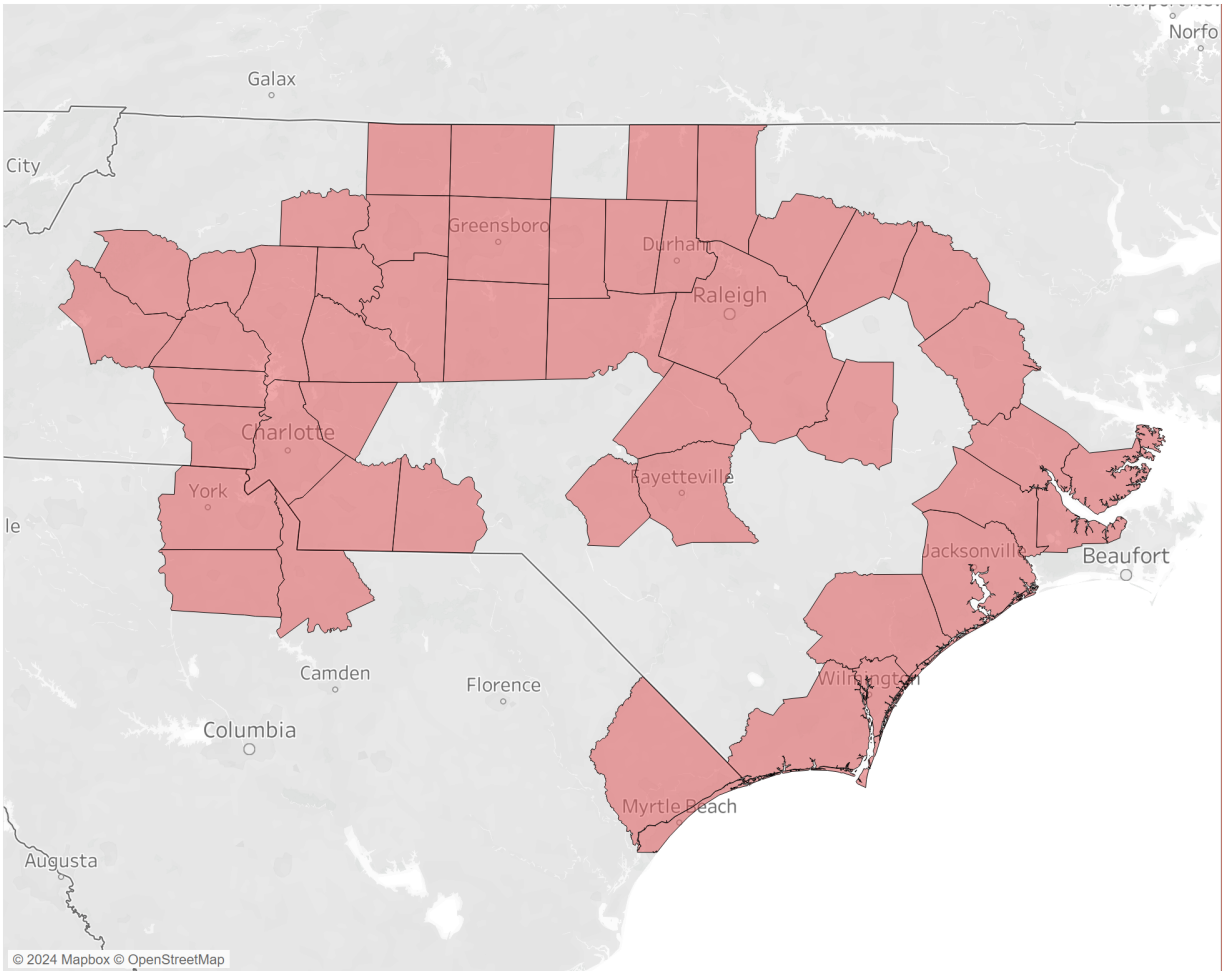 Norfo
Galax
City
Greensboro
Durham
Raleigh
Charlotte
Fayetteville
York
le
Jacksonville
Beaufort
Camden
Wilmington
Florence
Columbia
Myrtle Beach
Augusta
© 2024 Mapbox © OpenStreetMap